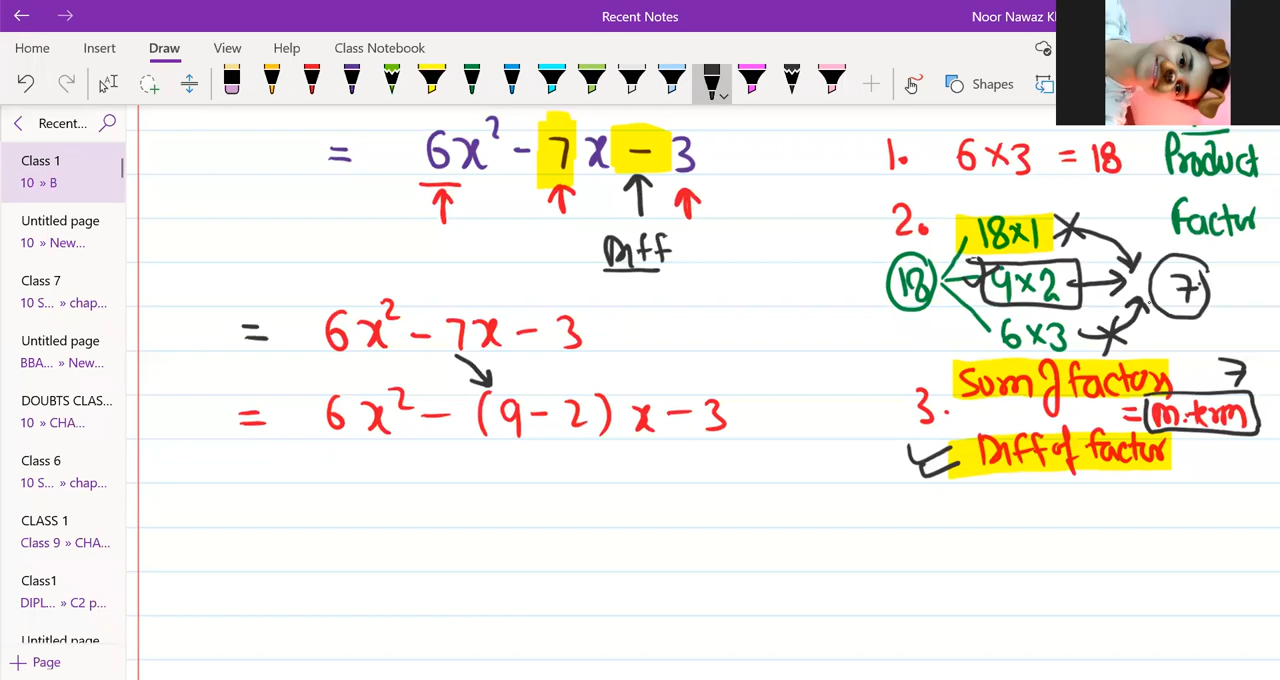 Recent Notes
Noor Nawaz Kh
Home Insert Draw View Help Class Notebook
Shapes
Recent...
Class 1
10 » B
Untitled page
10 » New...
Class 7
10 S... » chap...
Untitled page
BBA... » New...
DOUBTS CLAS...
10 » CHA...
Class 6
10 S... » chap...
CLASS 1
Class 9 » CHA...
Class1
DIPL... » C2 p...
Untitled page
+ Page
= 6x² - 7x - 3
Diff
= 6x² - 7x - 3
= 6x² - (9 - 2) x - 3
1. 6 × 3 = 18 Product
2. Factor
18 × 1
18 9 × 2 7
6 × 3
3. Sum of factors 7
= m.term
Diff of factor